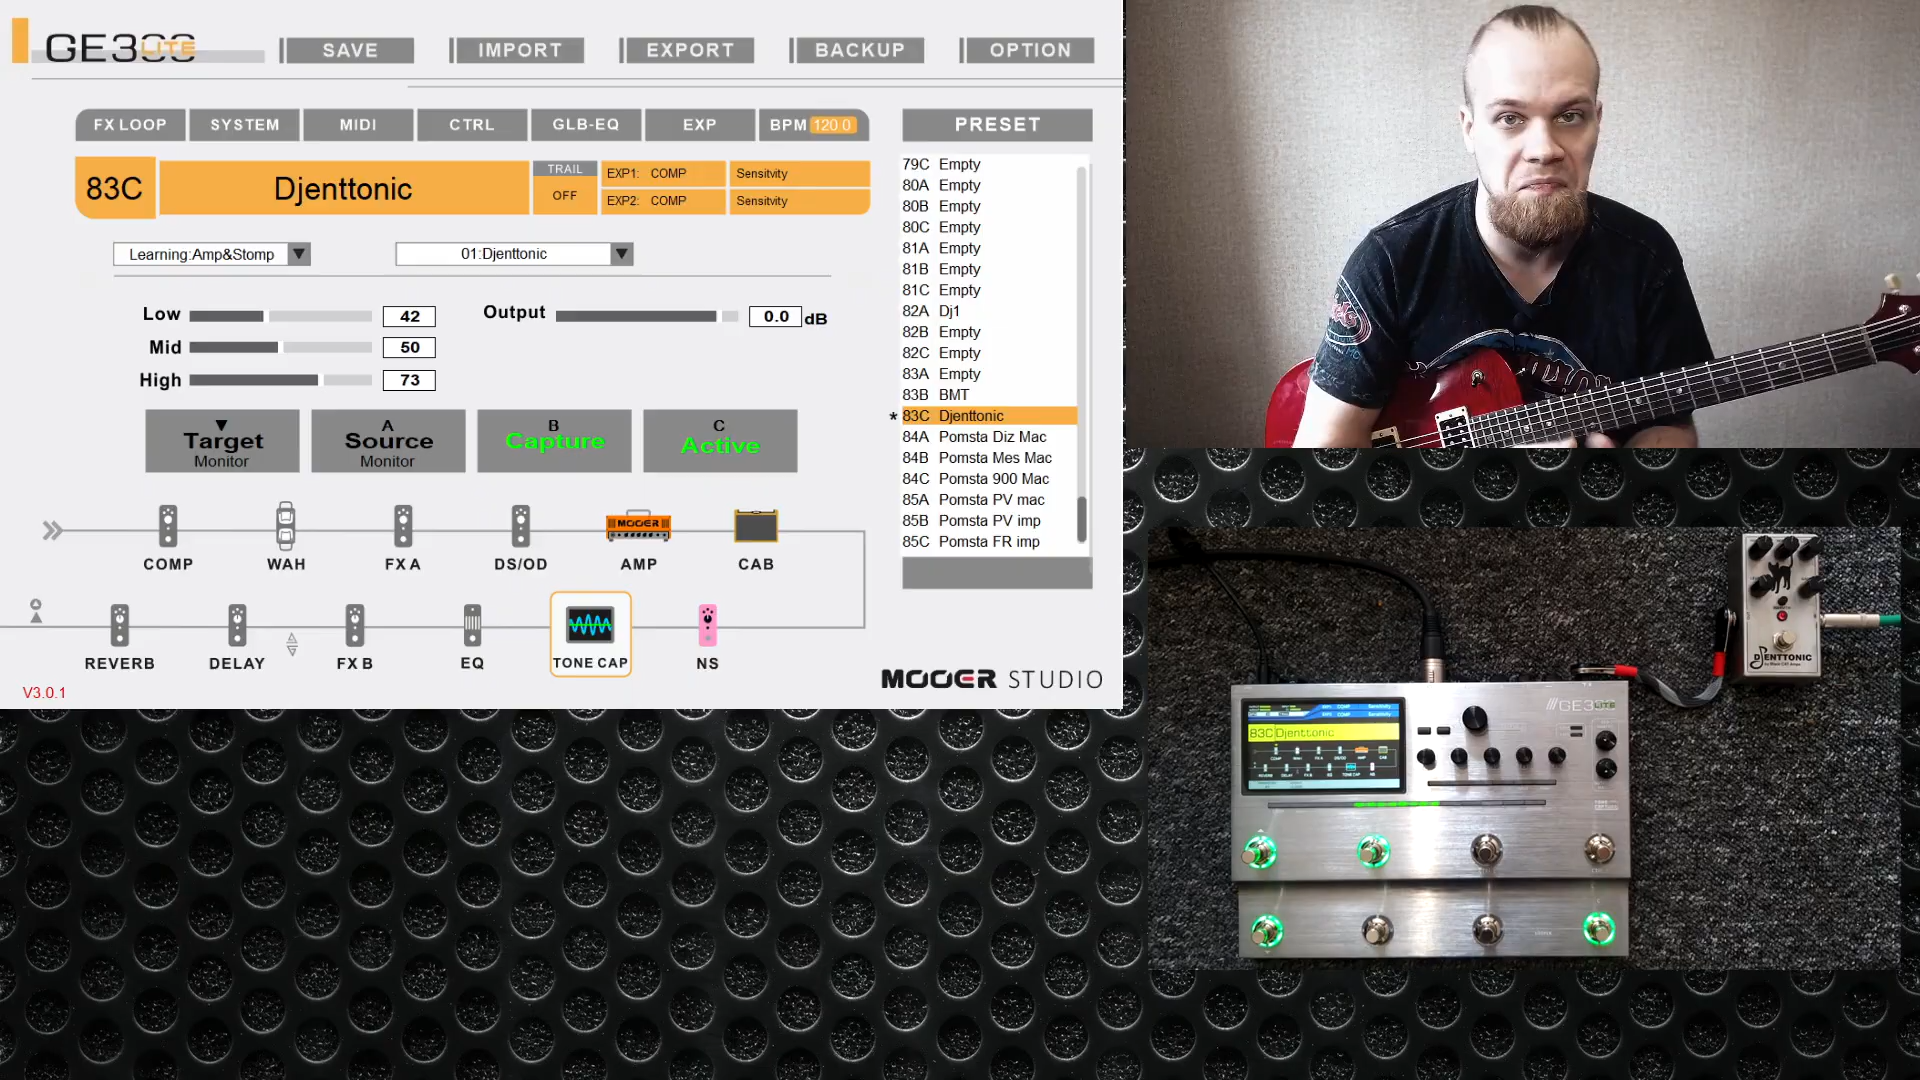 GE300
LITE
SAVE
IMPORT
EXPORT
BACKUP
OPTION
FX LOOP
SYSTEM
MIDI
CTRL
GLB-EQ
EXP
BPM 120.0
PRESET
83C
Djenttonic
TRAIL
OFF
EXP1: COMP
Sensitvity
EXP2: COMP
Sensitvity
Learning:Amp&Stomp
01:Djenttonic
Low 42
Mid 50
High 73
Output 0.0 dB
Target
Monitor
A
Source
Monitor
B
Capture
C
Active
COMP
WAH
FX A
DS/OD
MOOER
AMP
CAB
REVERB
DELAY
FX B
EQ
TONE CAP
NS
V3.0.1
79C Empty
80A Empty
80B Empty
80C Empty
81A Empty
81B Empty
81C Empty
82A Dj1
82B Empty
82C Empty
83A Empty
83B BMT
* 83C Djenttonic
84A Pomsta Diz Mac
84B Pomsta Mes Mac
84C Pomsta 900 Mac
85A Pomsta PV mac
85B Pomsta PV imp
85C Pomsta FR imp
MOOER STUDIO
DJENTTONIC
GE3LITE
83C Djenttonic